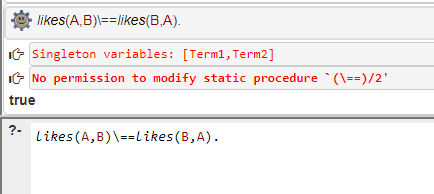 likes(A,B)\==likes(B,A).
Singleton variables: [Term1,Term2]
No permission to modify static procedure `(\==)/2'
true
?- likes(A,B)\==likes(B,A).